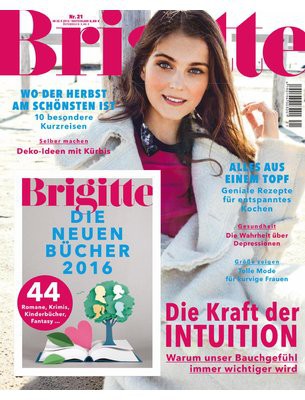 Nr. 21
Brigitte
WO DER HERBST
AM SCHÖNSTEN IST
10 besondere
Kurzreisen
Selber machen
Deko-Ideen mit Kürbis
ALLES AUS
EINEM TOPF
Geniale Rezepte
für entspanntes
Kochen
Gesundheit
Die Wahrheit über
Depressionen
Größe zeigen
Tolle Mode
für kurvige Frauen
Brigitte
DIE
NEUEN
BÜCHER
2016
44
Romane, Krimis,
Kinderbücher,
Fantasy ...
Die Kraft der
INTUITION
Warum unser Bauchgefühl
immer wichtiger wird